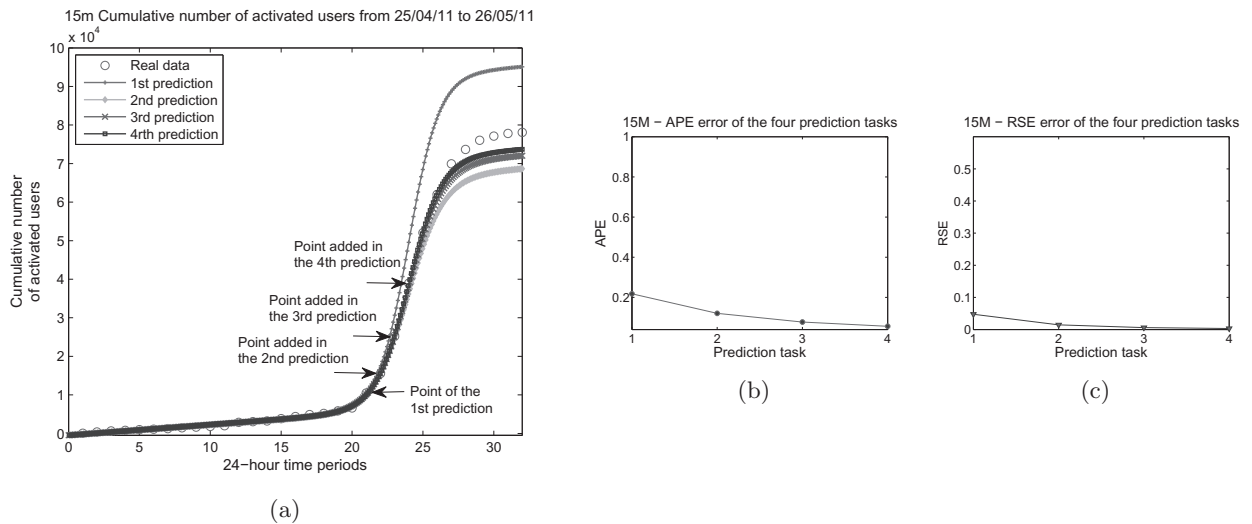 15m Cumulative number of activated users from 25/04/11 to 26/05/11
x 10^4
10
9
8
7
6
5
4
3
2
1
0
Cumulative number
of activated users
Real data
1st prediction
2nd prediction
3rd prediction
4rth prediction
Point added in
the 4th prediction
Point added in
the 3rd prediction
Point added in
the 2nd prediction
Point of the
1st prediction
0 5 10 15 20 25 30
24−hour time periods
(a)
15M − APE error of the four prediction tasks
1
0.8
0.6
0.4
0.2
APE
1 2 3 4
Prediction task
(b)
15M − RSE error of the four prediction tasks
0.5
0.4
0.3
0.2
0.1
0
RSE
1 2 3 4
Prediction task
(c)